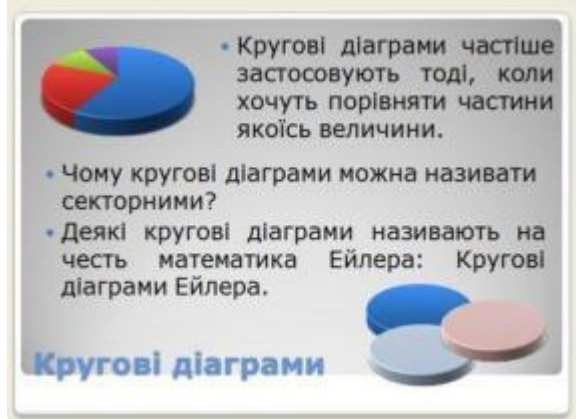 • Кругові діаграми частіше
застосовують тоді, коли
хочуть порівняти частини
якоїсь величини.
• Чому кругові діаграми можна називати
секторними?
• Деякі кругові діаграми називають на
честь математика Ейлера: Кругові
діаграми Ейлера.
Кругові діаграми